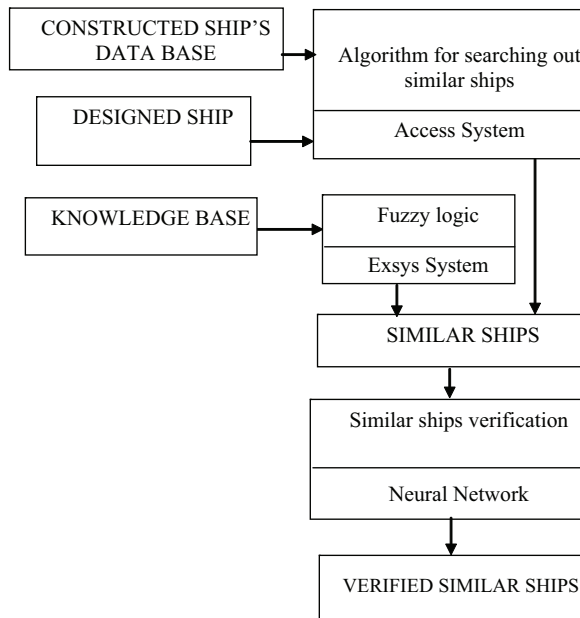 CONSTRUCTED SHIP'S
DATA BASE
Algorithm for searching out
similar ships
DESIGNED SHIP
Access System
KNOWLEDGE BASE
Fuzzy logic
Exsys System
SIMILAR SHIPS
Similar ships verification
Neural Network
VERIFIED SIMILAR SHIPS